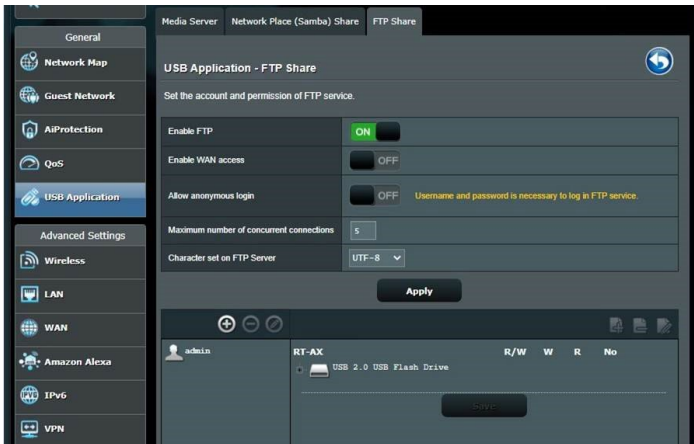 Media Server
Network Place (Samba) Share
FTP Share
General
Network Map
Guest Network
AiProtection
QoS
USB Application
Advanced Settings
Wireless
LAN
WAN
Amazon Alexa
IPv6
VPN
USB Application - FTP Share
Set the account and permission of FTP service.
Enable FTP
ON
Enable WAN access
OFF
Allow anonymous login
OFF
Username and password is necessary to log in FTP service.
Maximum number of concurrent connections
5
Character set on FTP Server
UTF-8
Apply
admin
RT-AX
R/W
W
R
No
USB 2.0 USB Flash Drive
Save